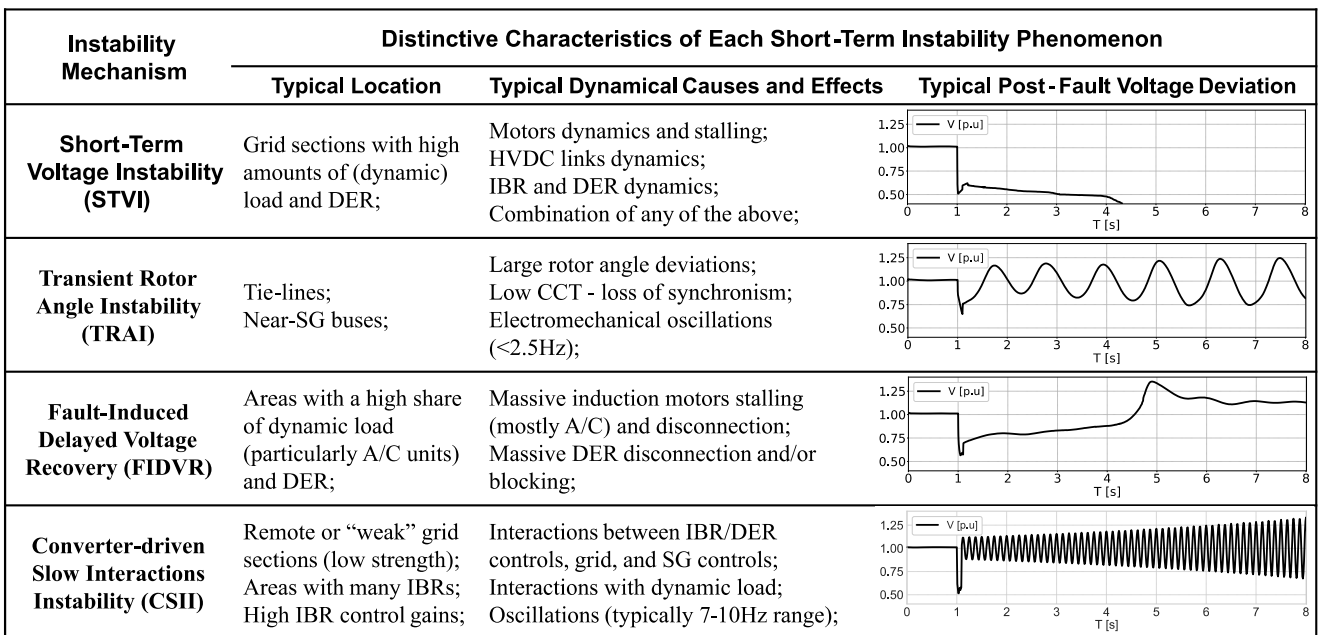 Instability
Mechanism
Distinctive Characteristics of Each Short-Term Instability Phenomenon
Typical Location
Typical Dynamical Causes and Effects
Typical Post-Fault Voltage Deviation
Short-Term
Voltage Instability
(STVI)
Grid sections with high
amounts of (dynamic)
load and DER;
Motors dynamics and stalling;
HVDC links dynamics;
IBR and DER dynamics;
Combination of any of the above;
V [p.u]
1.25
1.00
0.75
0.50
0 1 2 3 4 5 6 7 8
T [s]
Transient Rotor
Angle Instability
(TRAI)
Tie-lines;
Near-SG buses;
Large rotor angle deviations;
Low CCT - loss of synchronism;
Electromechanical oscillations
(<2.5Hz);
V [p.u]
1.25
1.00
0.75
0.50
0 1 2 3 4 5 6 7 8
T [s]
Fault-Induced
Delayed Voltage
Recovery (FIDVR)
Areas with a high share
of dynamic load
(particularly A/C units)
and DER;
Massive induction motors stalling
(mostly A/C) and disconnection;
Massive DER disconnection and/or
blocking;
V [p.u]
1.25
1.00
0.75
0.50
0 1 2 3 4 5 6 7 8
T [s]
Converter-driven
Slow Interactions
Instability (CSII)
Remote or “weak” grid
sections (low strength);
Areas with many IBRs;
High IBR control gains;
Interactions between IBR/DER
controls, grid, and SG controls;
Interactions with dynamic load;
Oscillations (typically 7-10Hz range);
V [p.u]
1.25
1.00
0.75
0.50
0 1 2 3 4 5 6 7 8
T [s]